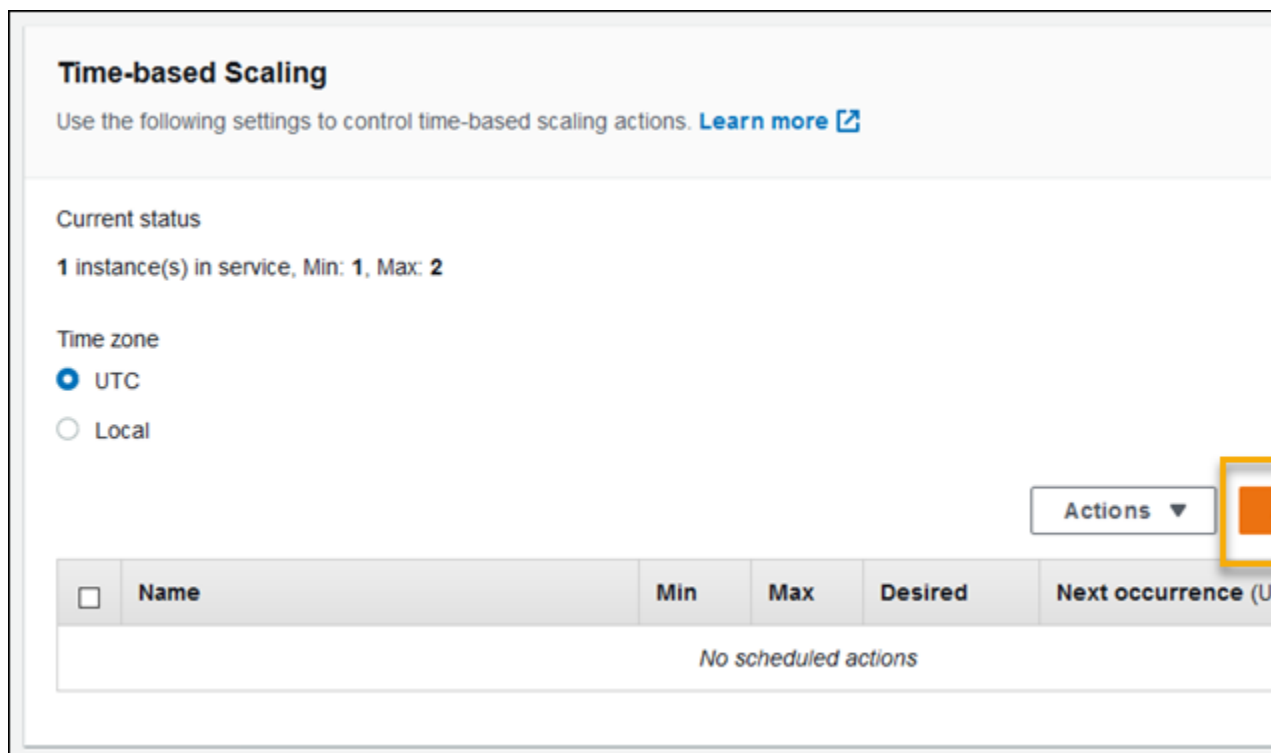 Time-based Scaling
Use the following settings to control time-based scaling actions. Learn more
Current status
1 instance(s) in service, Min: 1, Max: 2
Time zone
UTC
Local
Actions
Name Min Max Desired Next occurrence (U
No scheduled actions